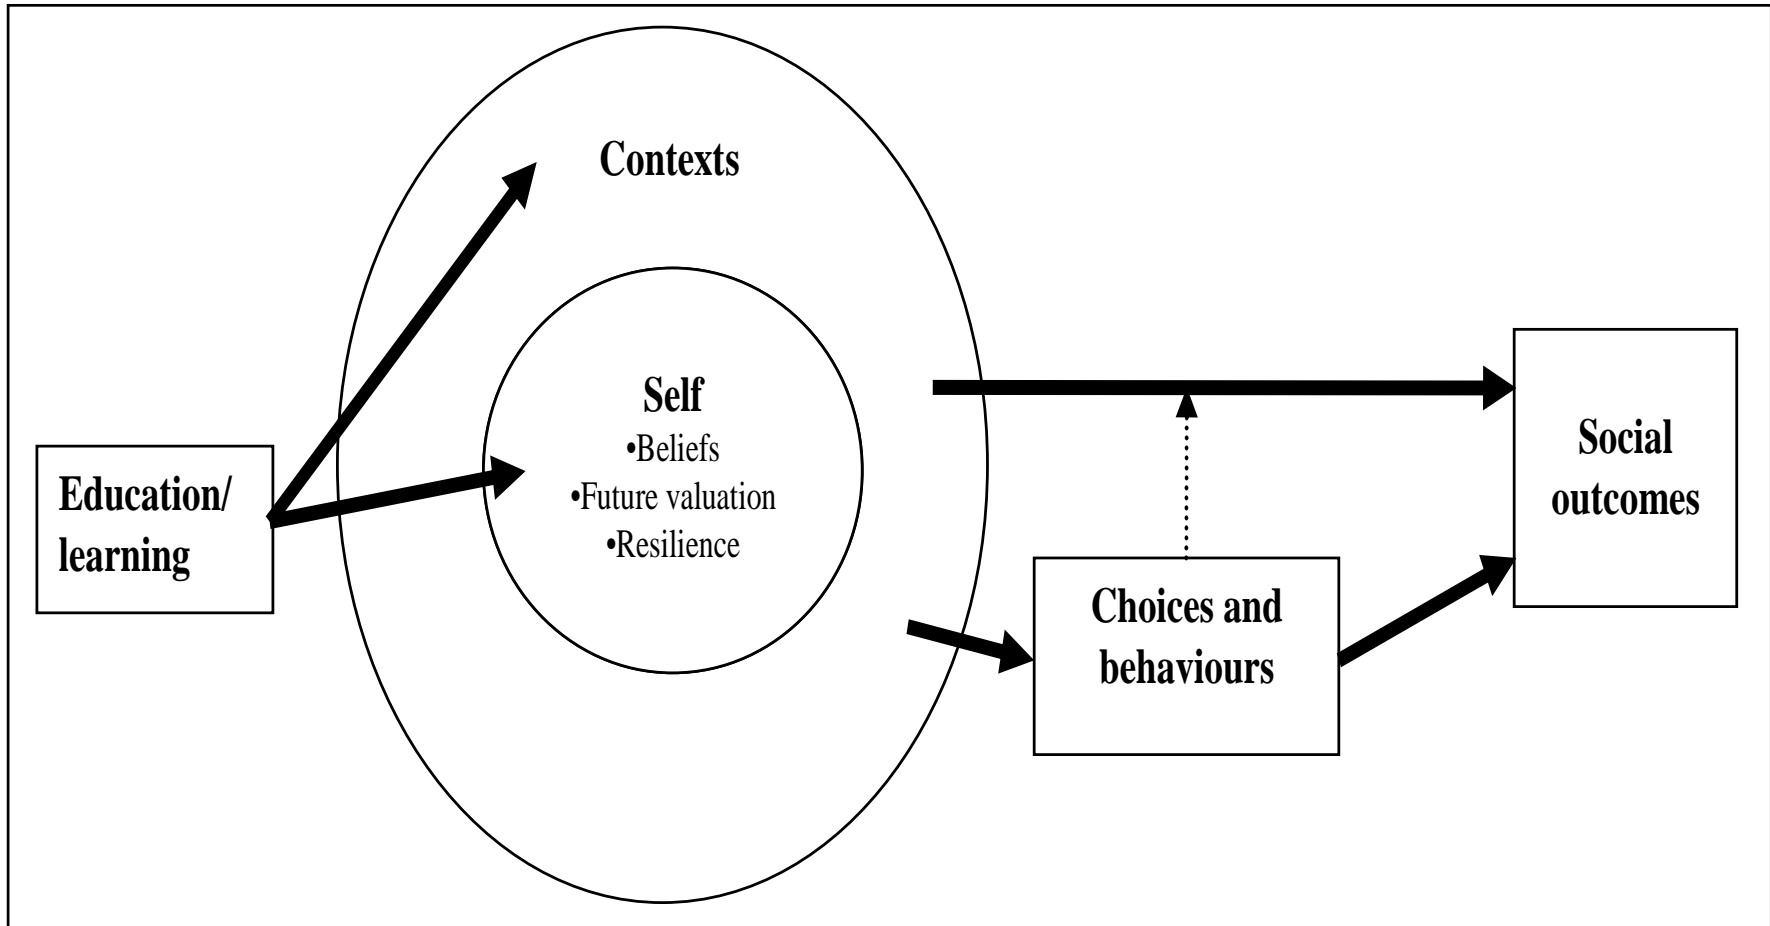 Contexts
Self
•Beliefs
•Future valuation
•Resilience
Education/
learning
Social
outcomes
Choices and
behaviours